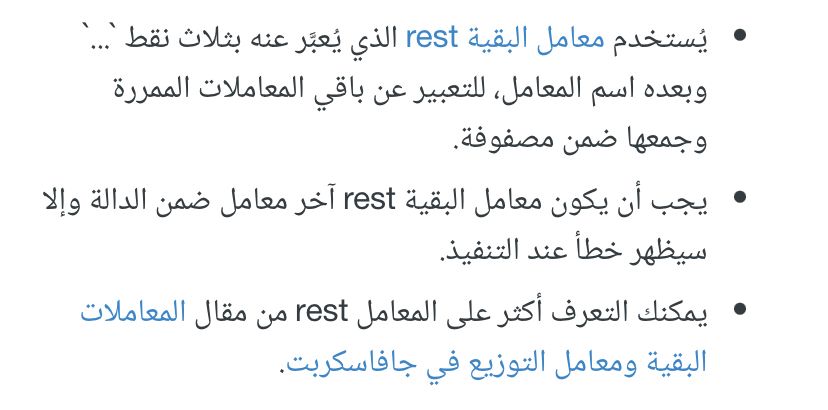 • يُستخدم معامل البقية rest الذي يُعبَّر عنه بثلاث نقط `...`
وبعده اسم المعامل، للتعبير عن باقي المعاملات الممررة
وجمعها ضمن مصفوفة.
• يجب أن يكون معامل البقية rest آخر معامل ضمن الدالة وإلا
سيظهر خطأ عند التنفيذ.
• يمكنك التعرف أكثر على المعامل rest من مقال المعاملات
البقية ومعامل التوزيع في جافاسكربت.